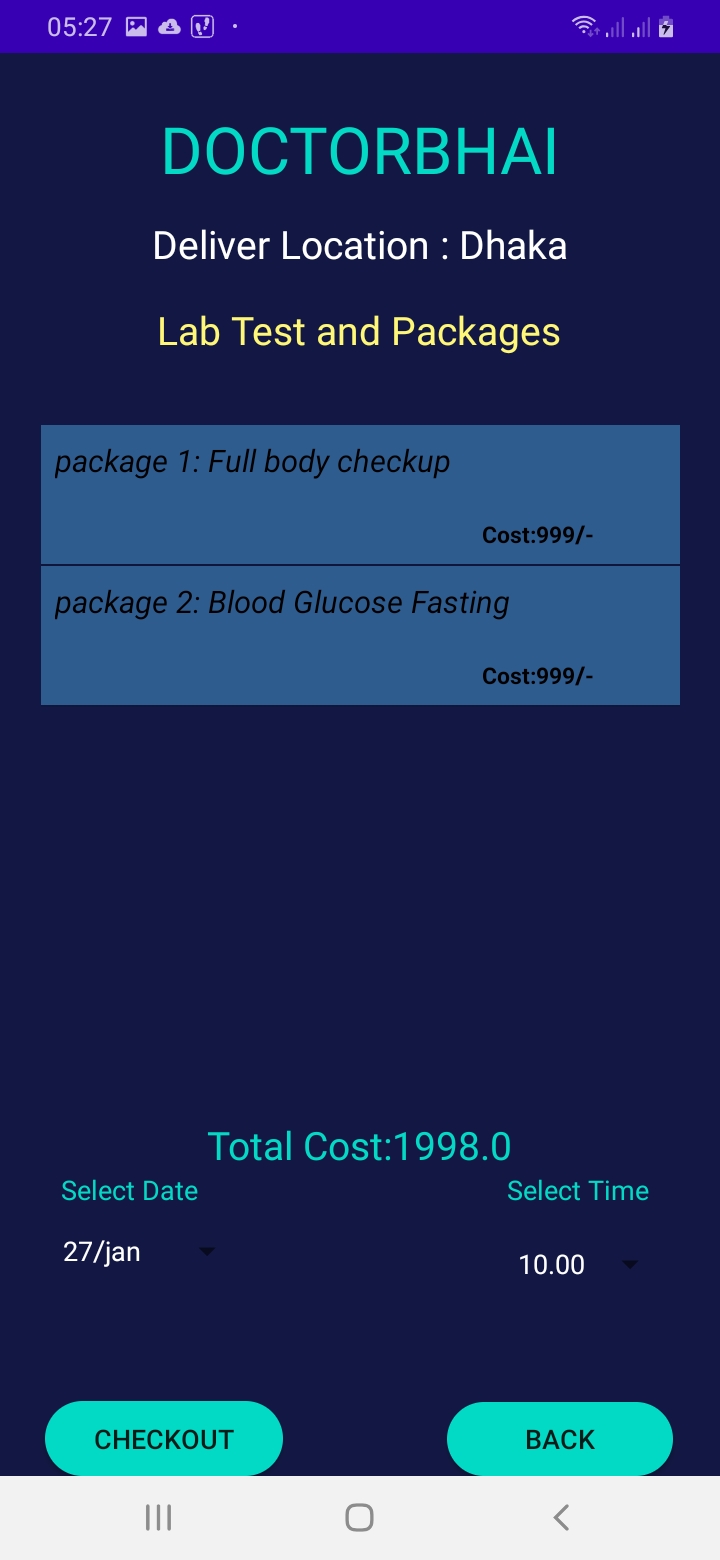 05:27
DOCTORBHAI
Deliver Location : Dhaka
Lab Test and Packages
package 1: Full body checkup
Cost:999/-
package 2: Blood Glucose Fasting
Cost:999/-
Total Cost:1998.0
Select Date Select Time
27/jan 10.00
CHECKOUT BACK